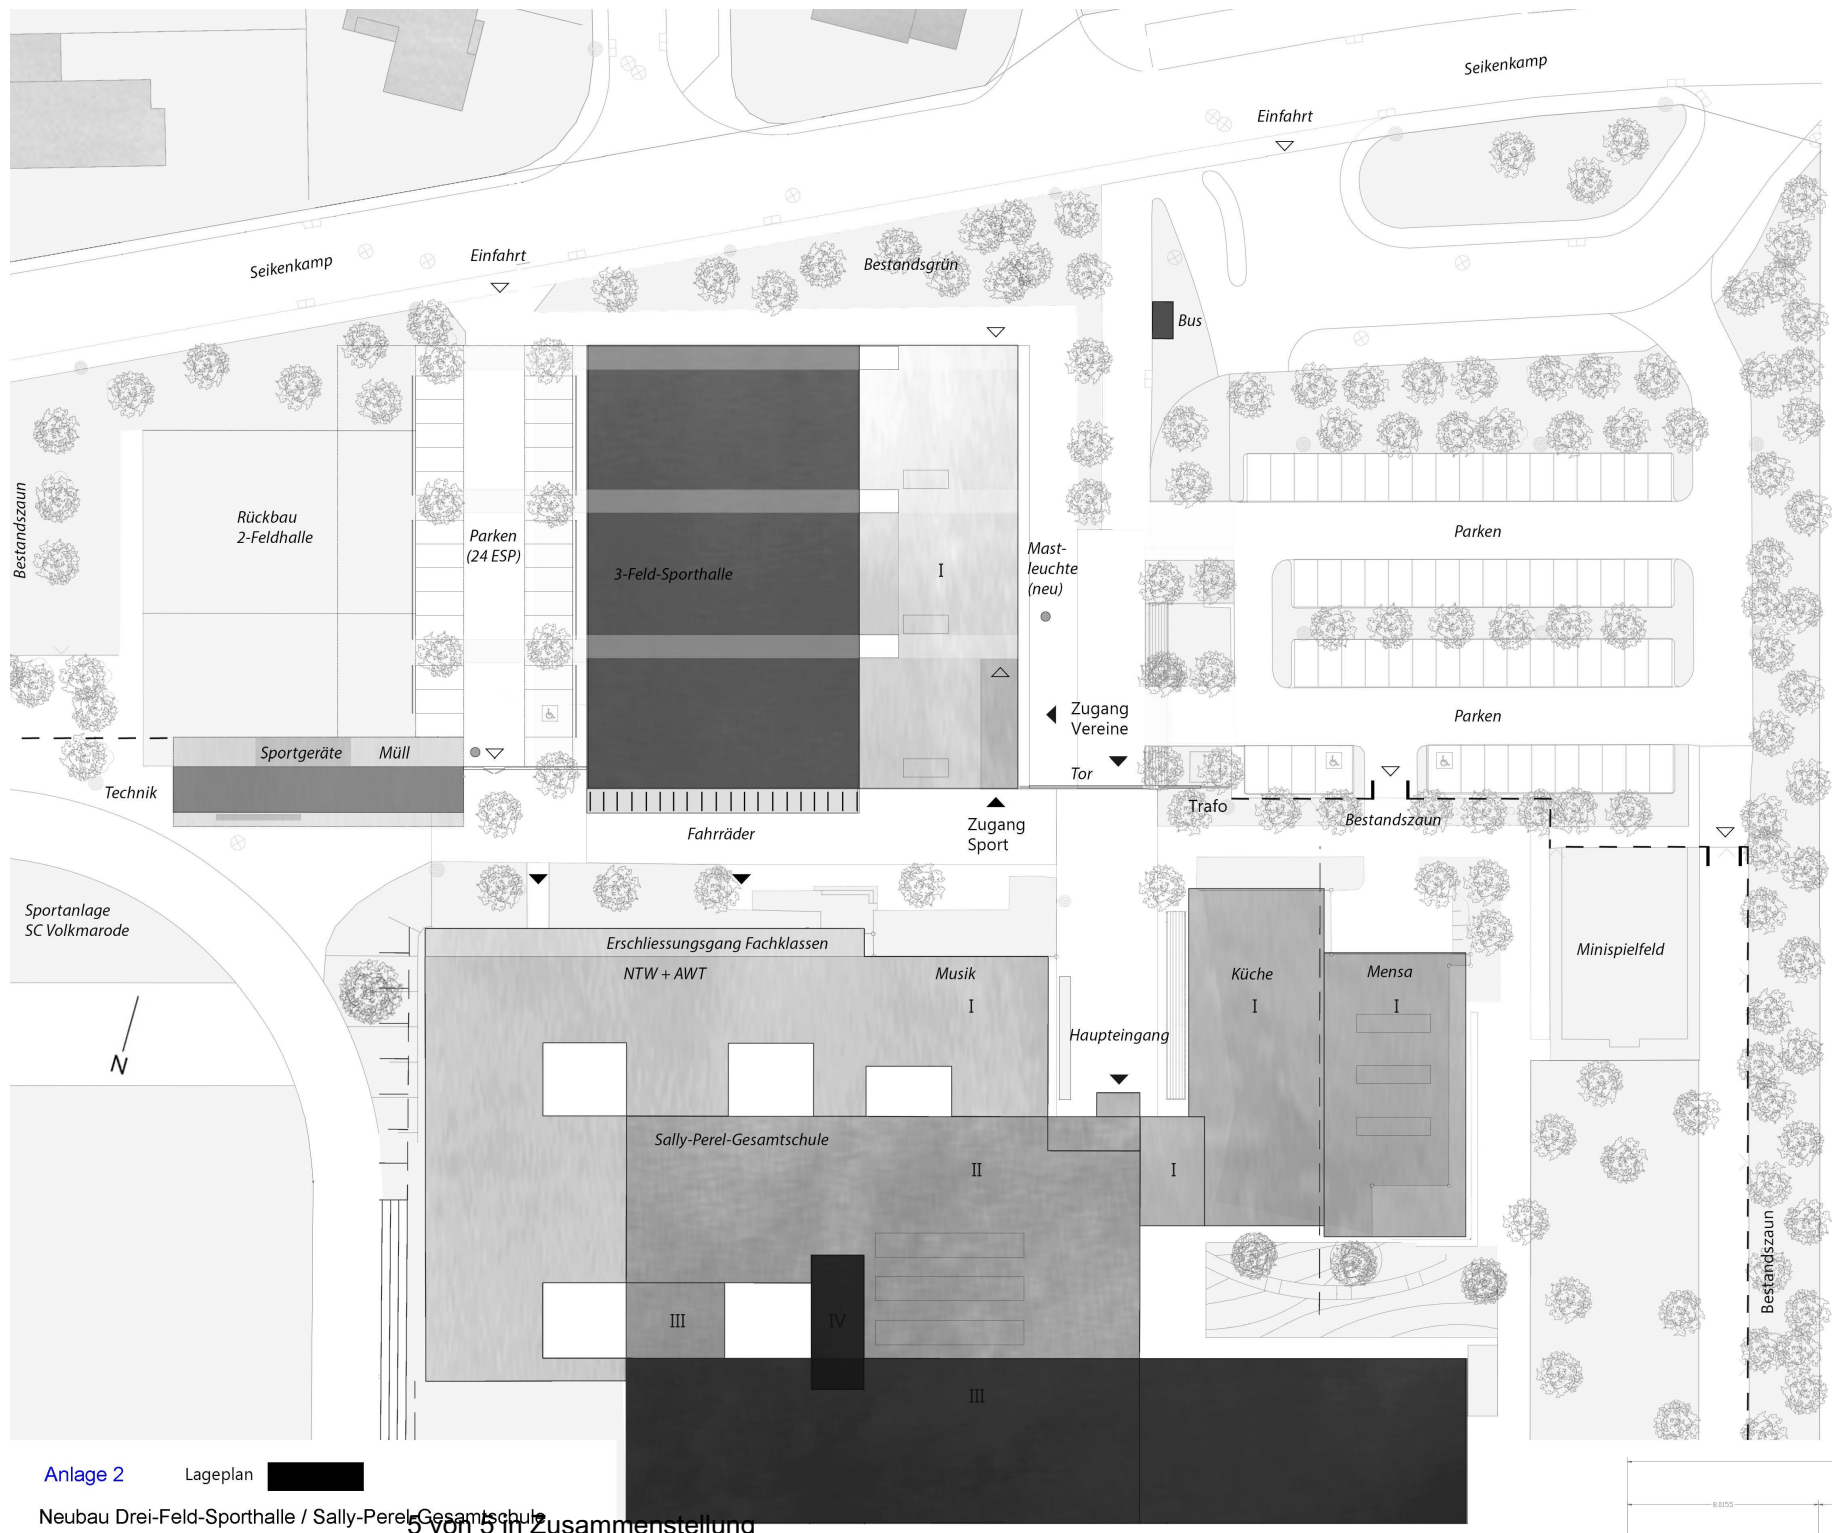 Seikenkamp
Einfahrt
Seikenkamp
Einfahrt
Bestandsgrün
Bus
Bestandszaun
Rückbau
2-Feldhalle
Parken
(24 ESP)
3-Feld-Sporthalle
I
Mast-
leuchte
(neu)
Parken
Zugang
Vereine
Parken
Sportgeräte
Müll
Tor
Technik
Trafo
Bestandszaun
Fahrräder
Zugang
Sport
Sportanlage
SC Volkmarode
Erschliessungsgang Fachklassen
NTW + AWT
Musik
I
Küche
I
Mensa
I
Minispielfeld
N
Haupteingang
Sally-Perel-Gesamtschule
II
I
Bestandszaun
III
IV
III
Anlage 2
Lageplan
Neubau Drei-Feld-Sporthalle / Sally-Perel-Gesamtschule
5 von 5 in Zusammenstellung
8.0155